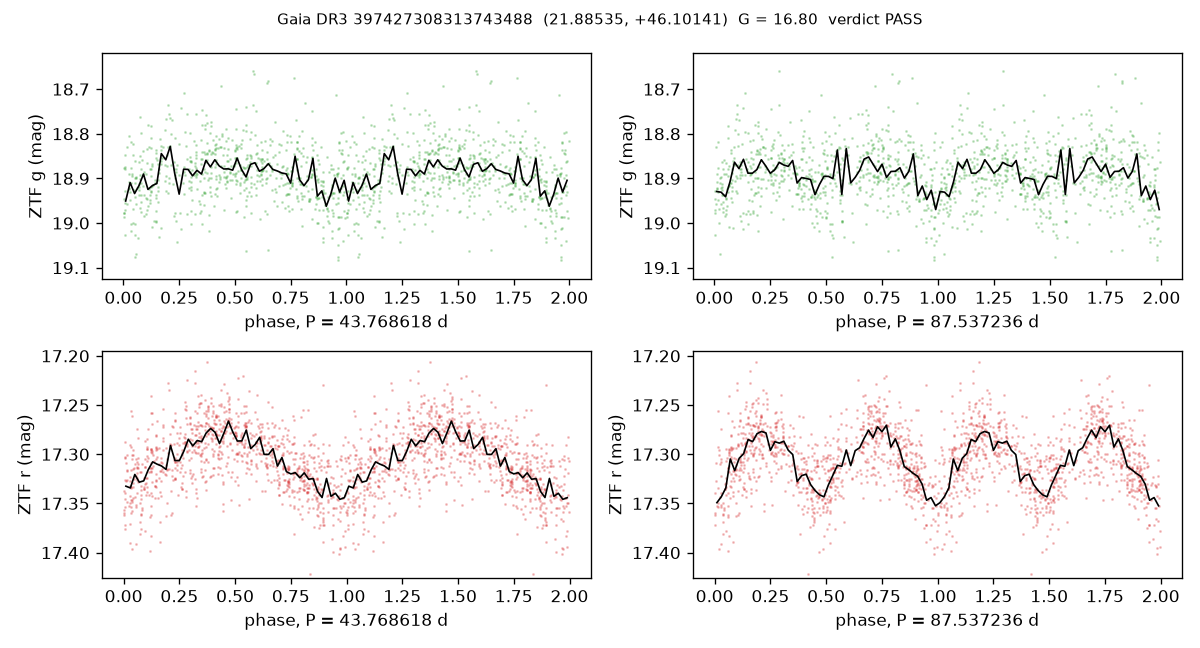 Gaia DR3 397427308313743488 (21.88535, +46.10141) G = 16.80 verdict PASS
ZTF g (mag)
18.7
18.8
18.9
19.0
19.1
0.00 0.25 0.50 0.75 1.00 1.25 1.50 1.75 2.00
phase, P = 43.768618 d
ZTF g (mag)
18.7
18.8
18.9
19.0
19.1
0.00 0.25 0.50 0.75 1.00 1.25 1.50 1.75 2.00
phase, P = 87.537236 d
ZTF r (mag)
17.20
17.25
17.30
17.35
17.40
0.00 0.25 0.50 0.75 1.00 1.25 1.50 1.75 2.00
phase, P = 43.768618 d
ZTF r (mag)
17.20
17.25
17.30
17.35
17.40
0.00 0.25 0.50 0.75 1.00 1.25 1.50 1.75 2.00
phase, P = 87.537236 d